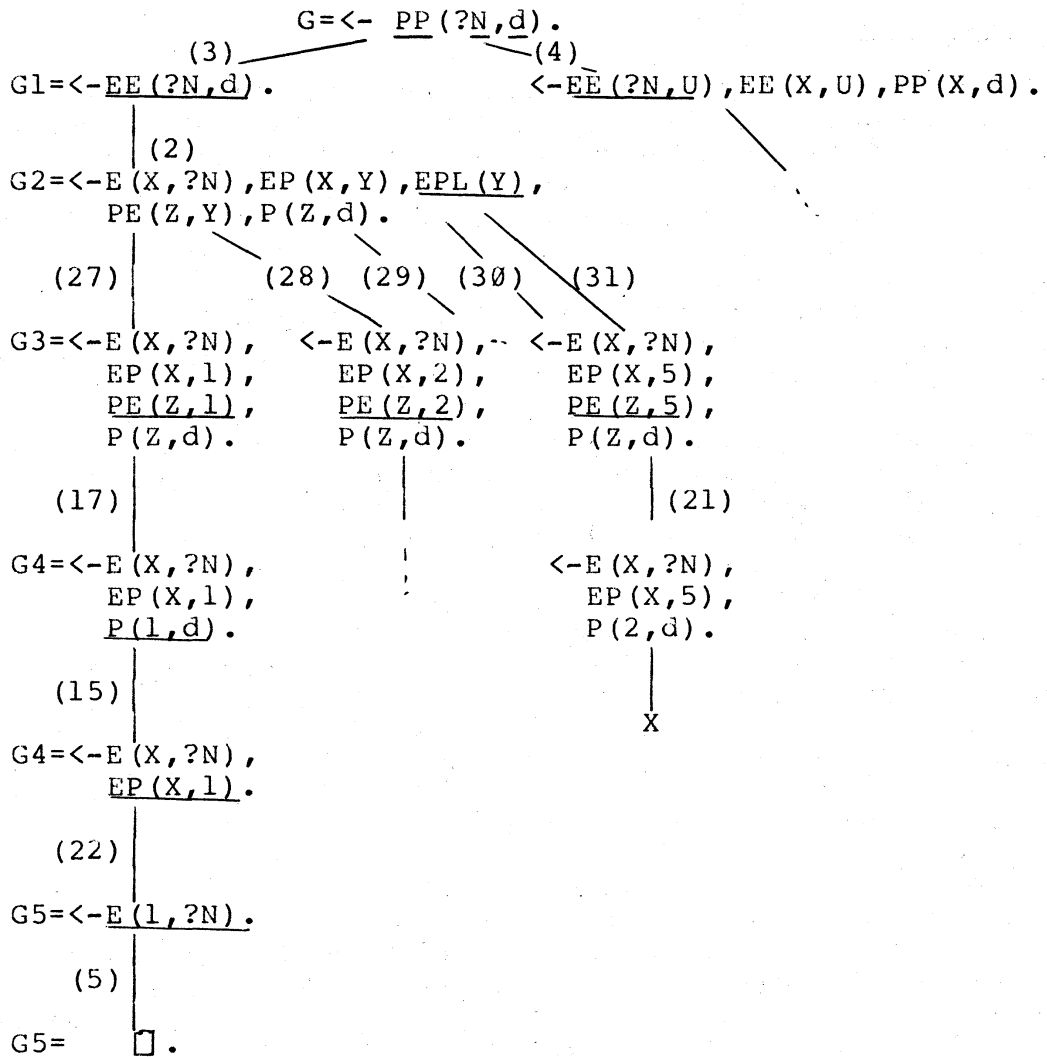 G=<- PP(?N,d).
(3) (4)
G1=<-EE(?N,d). <-EE(?N,U),EE(X,U),PP(X,d).
(2)
G2=<-E(X,?N),EP(X,Y),EPL(Y),
PE(Z,Y),P(Z,d).
(27) (28) (29) (30) (31)
G3=<-E(X,?N), <-E(X,?N), <-E(X,?N),
EP(X,1), EP(X,2), EP(X,5),
PE(Z,1), PE(Z,2), PE(Z,5),
P(Z,d). P(Z,d). P(Z,d).
(17) (21)
G4=<-E(X,?N), <-E(X,?N),
EP(X,1), EP(X,5),
P(1,d). P(2,d).
(15)
X
G4=<-E(X,?N),
EP(X,1).
(22)
G5=<-E(1,?N).
(5)
G5= □.